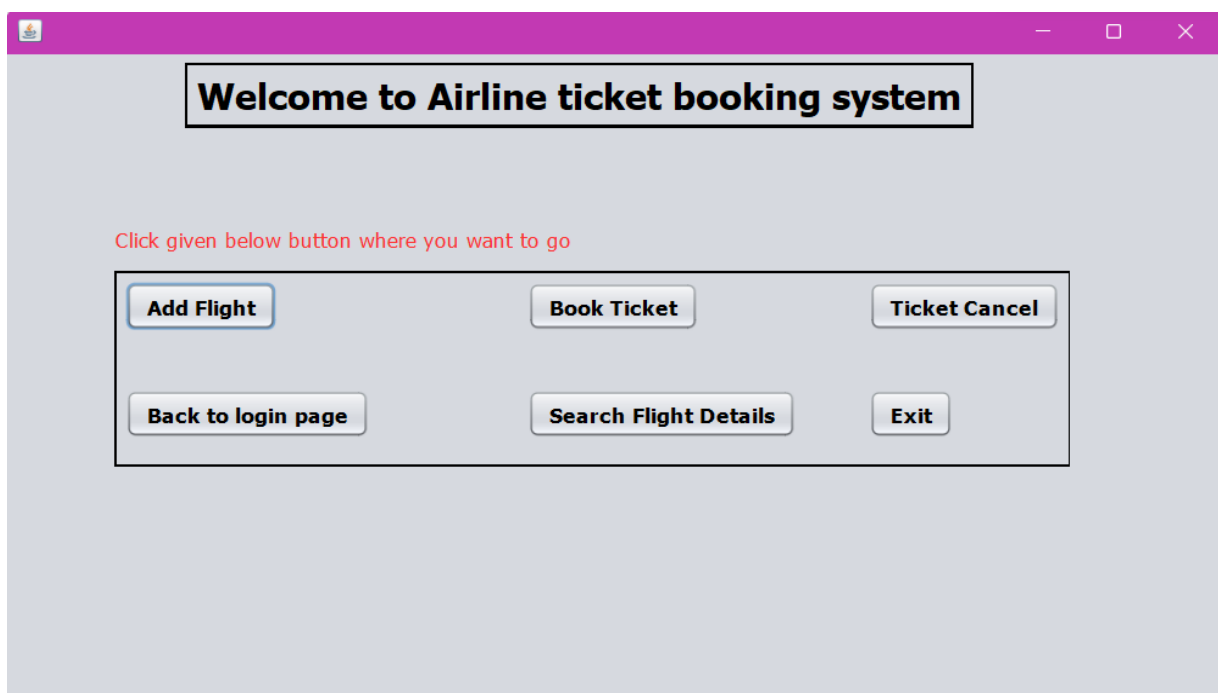 Welcome to Airline ticket booking system
Click given below button where you want to go
Add Flight Book Ticket Ticket Cancel
Back to login page Search Flight Details Exit